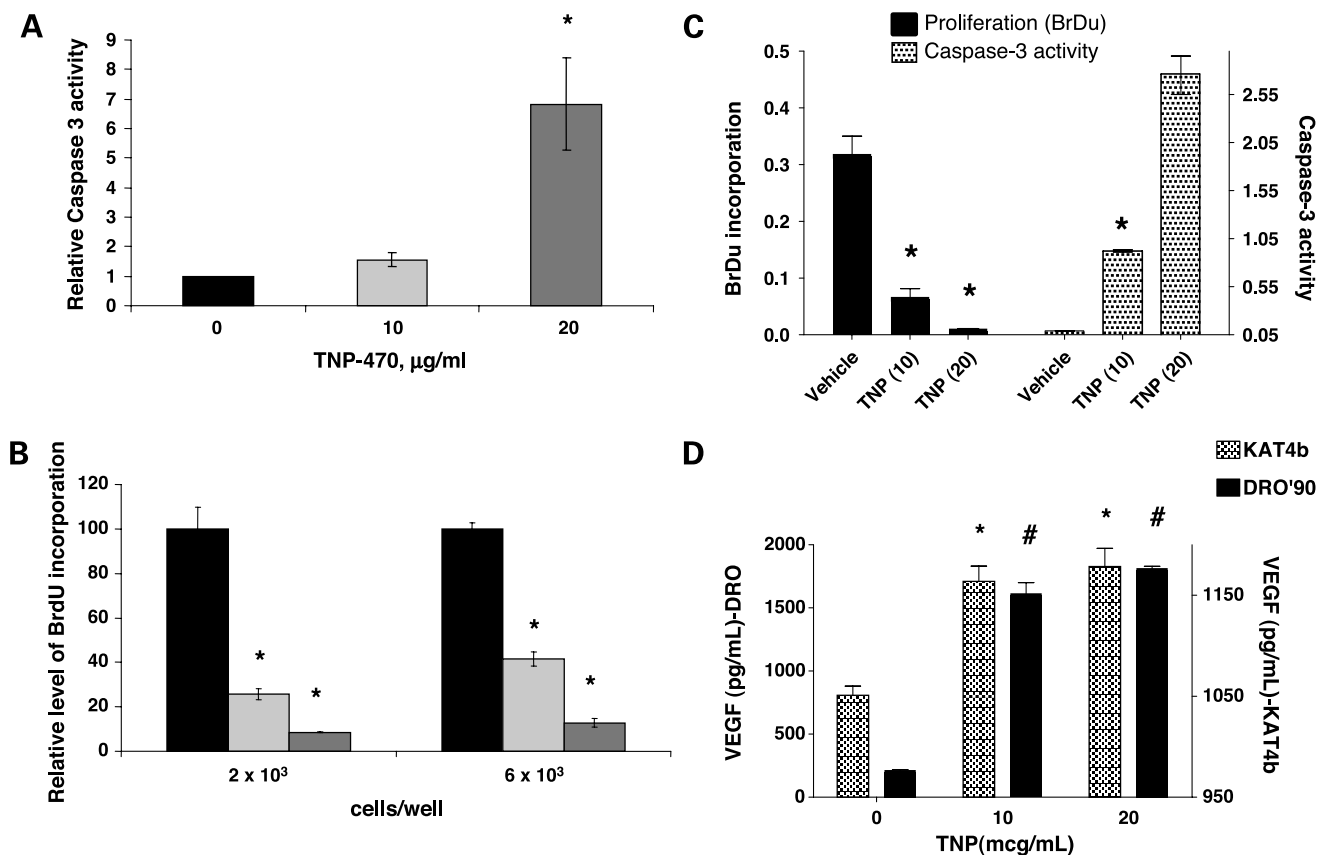 A
Relative Caspase 3 activity
9
8
7
6
5
4
3
2
1
0
*
0 10 20
TNP-470, μg/ml
B
Relative level of BrdU incorporation
120
100
80
60
40
20
0
* * * *
2 x 10³ 6 x 10³
cells/well
C
Proliferation (BrDu)
Caspase-3 activity
BrDu incorporation
0.5
0.4
0.3
0.2
0.1
0.0
* * *
2.55
2.05
1.55
1.05
0.55
0.05
Caspase-3 activity
Vehicle TNP (10) TNP (20) Vehicle TNP (10) TNP (20)
D
KAT4b
DRO'90
VEGF (pg/mL)-DRO
2000
1500
1000
500
0
* # * #
1150
1050
950
VEGF (pg/mL)-KAT4b
0 10 20
TNP(mcg/mL)